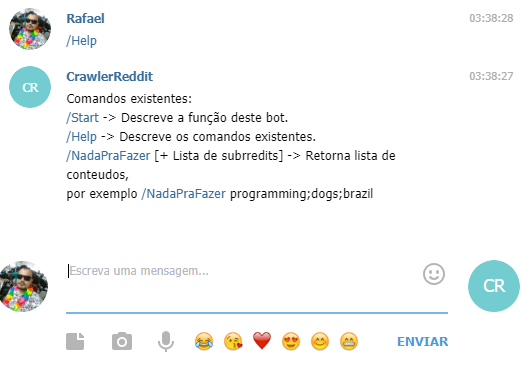 Rafael
03:38:28
/Help
CR
CrawlerReddit
03:38:27
Comandos existentes:
/Start -> Descreve a função deste bot.
/Help -> Descreve os comandos existentes.
/NadaPraFazer [+ Lista de subrredits] -> Retorna lista de
conteudos,
por exemplo /NadaPraFazer programming;dogs;brazil
Escreva uma mensagem...
CR
ENVIAR